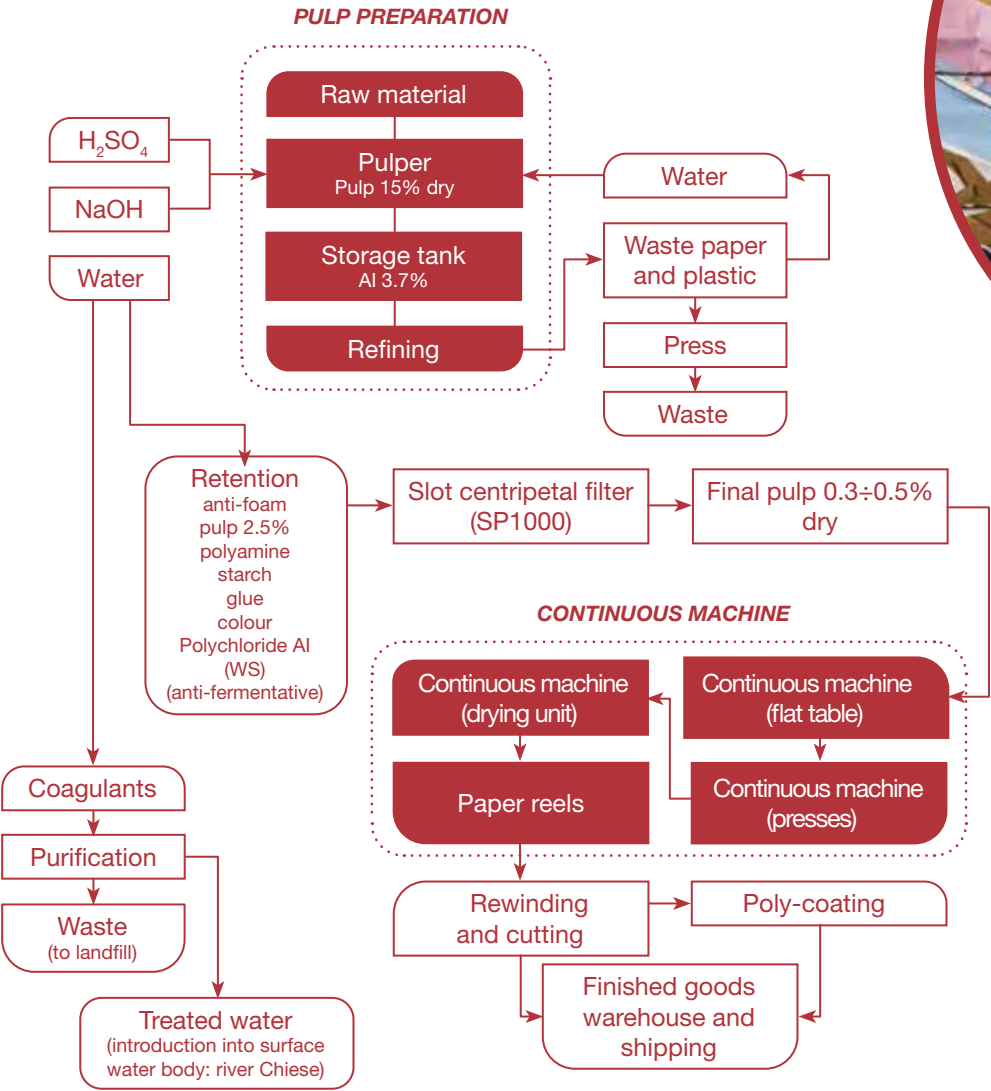 PULP PREPARATION
Raw material
H₂SO₄
NaOH
Water
Pulper
Pulp 15% dry
Storage tank
Al 3.7%
Refining
Water
Waste paper
and plastic
Press
Waste
Retention
anti-foam
pulp 2.5%
polyamine
starch
glue
colour
Polychloride Al
(WS)
(anti-fermentative)
Slot centripetal filter
(SP1000)
Final pulp 0.3÷0.5%
dry
CONTINUOUS MACHINE
Continuous machine
(drying unit)
Continuous machine
(flat table)
Paper reels
Continuous machine
(presses)
Coagulants
Purification
Waste
(to landfill)
Treated water
(introduction into surface
water body: river Chiese)
Rewinding
and cutting
Poly-coating
Finished goods
warehouse and
shipping